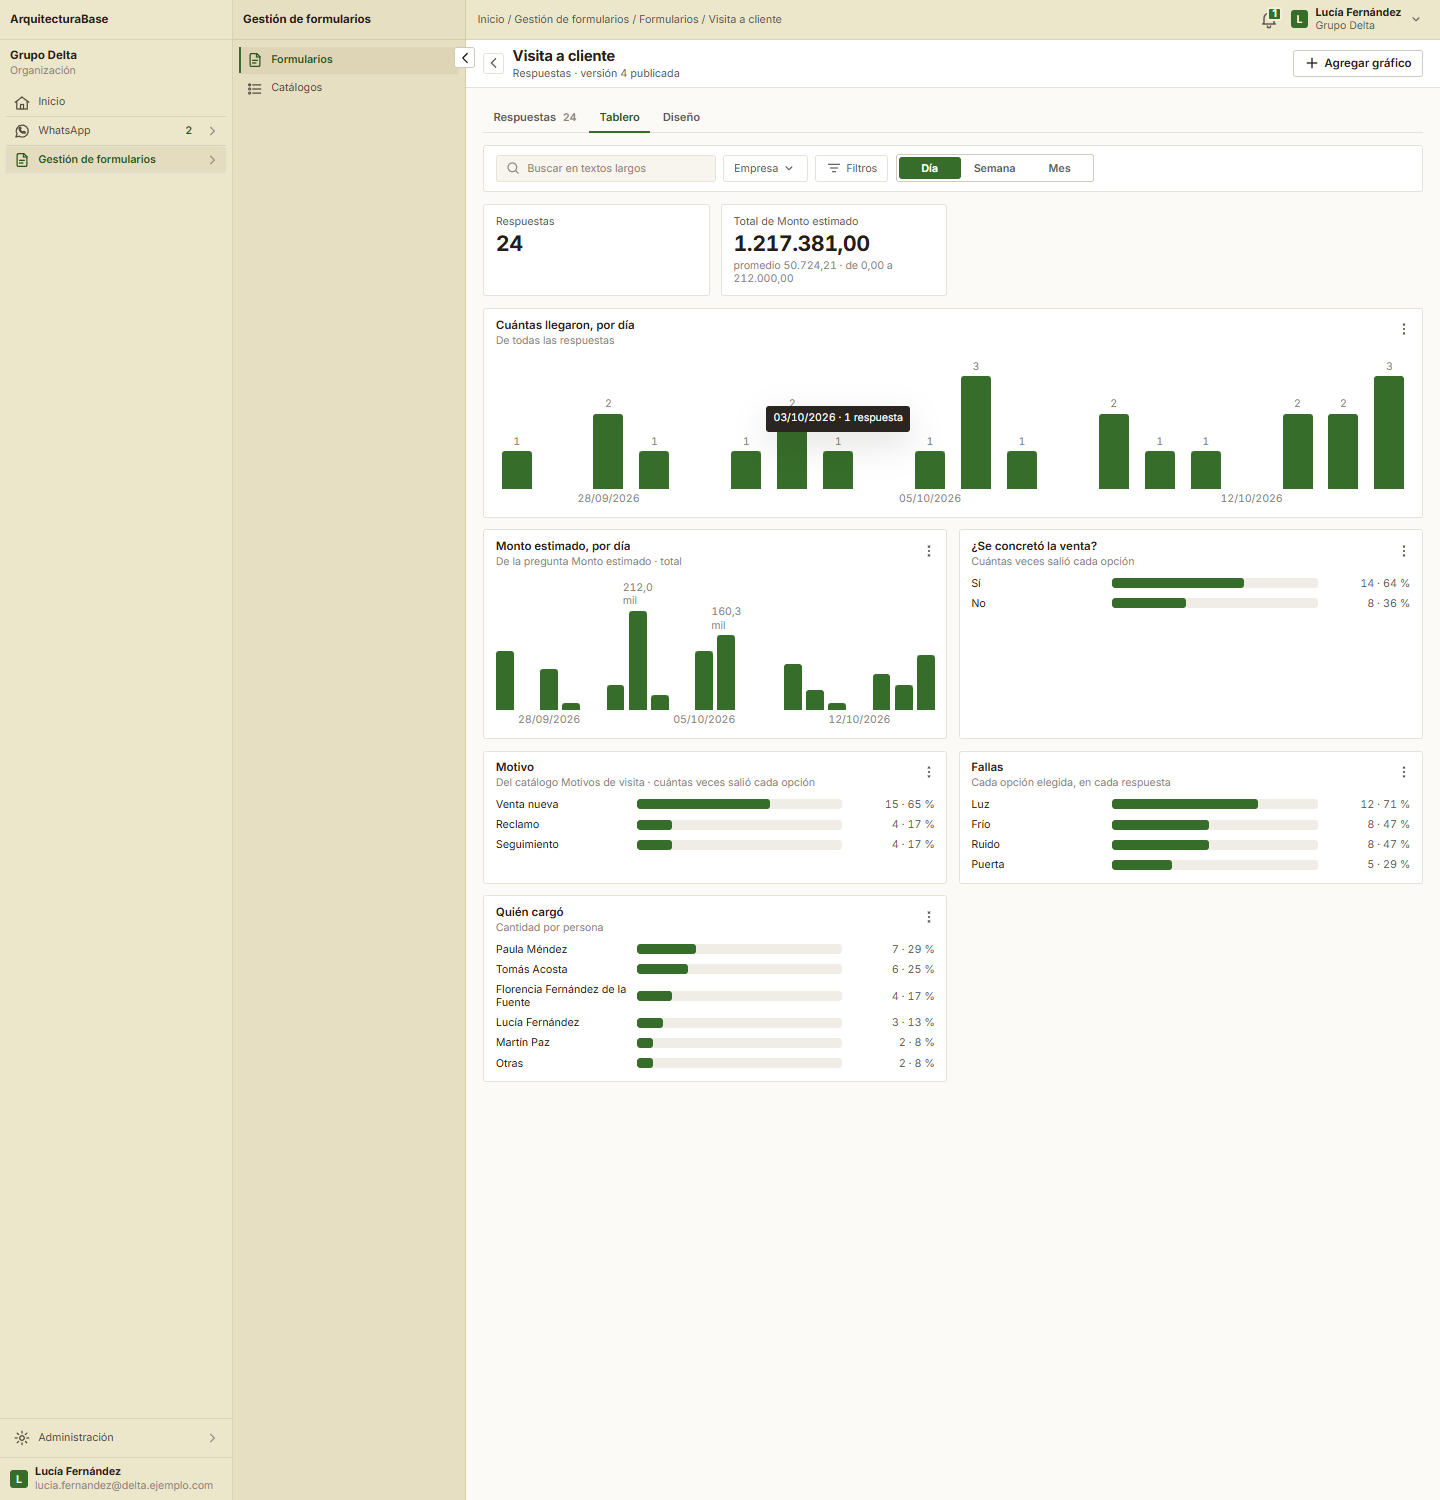 ArquitecturaBase
Grupo Delta
Organización
Inicio
WhatsApp 2
Gestión de formularios
Administración
L
Lucía Fernández
lucia.fernandez@delta.ejemplo.com
Gestión de formularios
Formularios
Catálogos
Inicio / Gestión de formularios / Formularios / Visita a cliente
1
L
Lucía Fernández
Grupo Delta
Visita a cliente
Respuestas · versión 4 publicada
Agregar gráfico
Respuestas 24 Tablero Diseño
Buscar en textos largos Empresa Filtros Día Semana Mes
Respuestas
24
Total de Monto estimado
1.217.381,00
promedio 50.724,21 · de 0,00 a
212.000,00
Cuántas llegaron, por día
De todas las respuestas
1 2 1 1 2 1 1 3 1 2 1 1 2 2 3
03/10/2026 · 1 respuesta
28/09/2026 05/10/2026 12/10/2026
Monto estimado, por día
De la pregunta Monto estimado · total
212,0
mil
160,3
mil
28/09/2026 05/10/2026 12/10/2026
¿Se concretó la venta?
Cuántas veces salió cada opción
Sí 14 · 64 %
No 8 · 36 %
Motivo
Del catálogo Motivos de visita · cuántas veces salió cada opción
Venta nueva 15 · 65 %
Reclamo 4 · 17 %
Seguimiento 4 · 17 %
Fallas
Cada opción elegida, en cada respuesta
Luz 12 · 71 %
Frío 8 · 47 %
Ruido 8 · 47 %
Puerta 5 · 29 %
Quién cargó
Cantidad por persona
Paula Méndez 7 · 29 %
Tomás Acosta 6 · 25 %
Florencia Fernández de la
Fuente 4 · 17 %
Lucía Fernández 3 · 13 %
Martín Paz 2 · 8 %
Otras 2 · 8 %